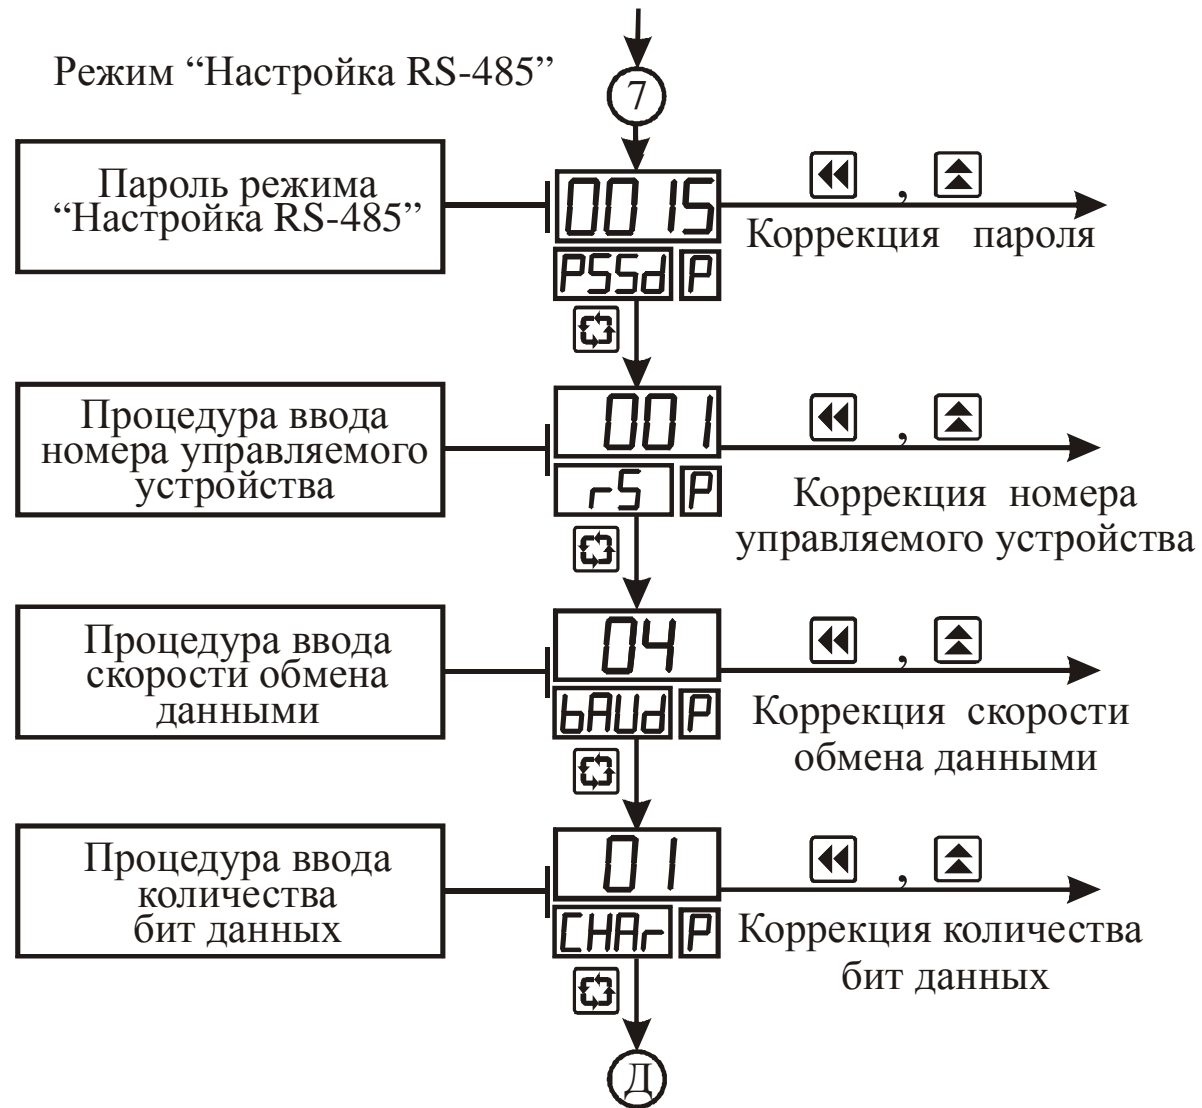 Режим “Настройка RS-485”
7
Пароль режима
“Настройка RS-485”
0015
PSSd P
,
Коррекция пароля
Процедура ввода
номера управляемого
устройства
001
rS P
,
Коррекция номера
управляемого устройства
Процедура ввода
скорости обмена
данными
04
bAUd P
,
Коррекция скорости
обмена данными
Процедура ввода
количества
бит данных
01
CHAr P
,
Коррекция количества
бит данных
Д